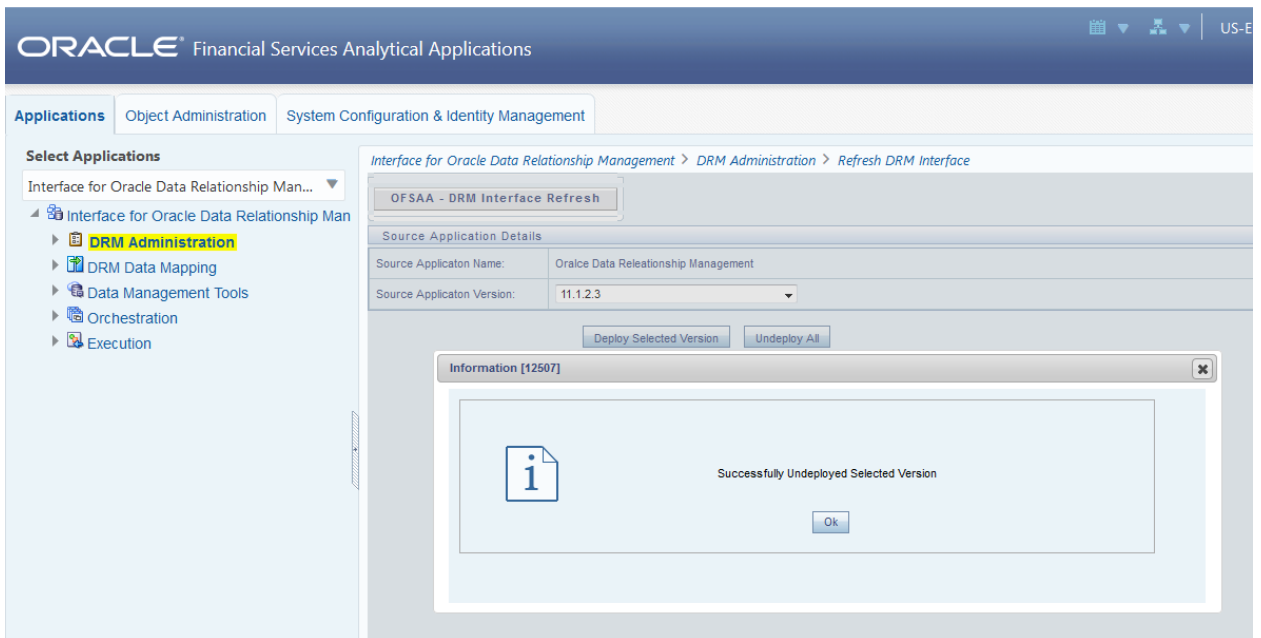 ORACLE® Financial Services Analytical Applications
US-E
Applications
Object Administration
System Configuration & Identity Management
Select Applications
Interface for Oracle Data Relationship Man...
Interface for Oracle Data Relationship Man
DRM Administration
DRM Data Mapping
Data Management Tools
Orchestration
Execution
Interface for Oracle Data Relationship Management > DRM Administration > Refresh DRM Interface
OFSAA - DRM Interface Refresh
Source Application Details
Source Applicaton Name: Oralce Data Releationship Management
Source Applicaton Version: 11.1.2.3
Deploy Selected Version Undeploy All
Information [12507]
Successfully Undeployed Selected Version
Ok